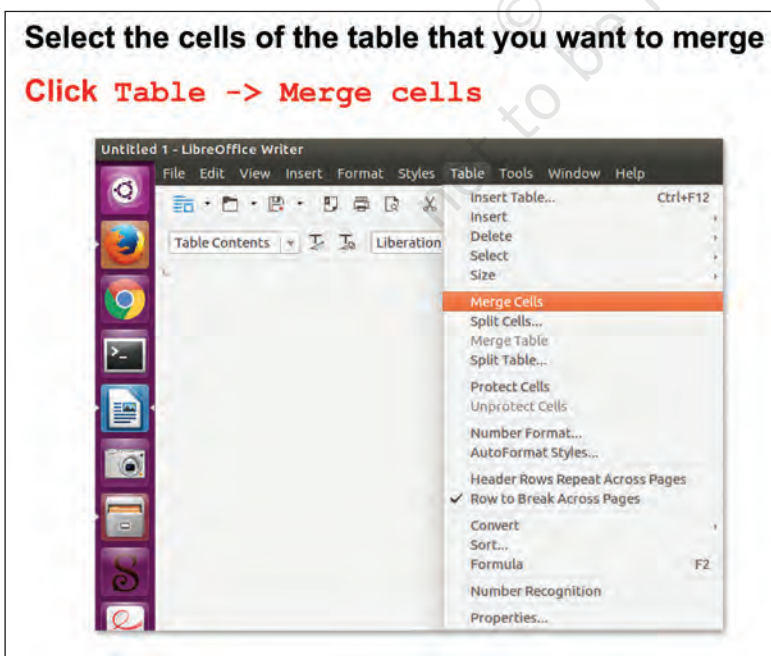 Select the cells of the table that you want to merge
Click Table -> Merge cells
Untitled 1 - LibreOffice Writer
File Edit View Insert Format Styles Table Tools Window Help
Table Contents
Liberation
Insert Table... Ctrl+F12
Insert
Delete
Select
Size
Merge Cells
Split Cells...
Merge Table
Split Table...
Protect Cells
Unprotect Cells
Number Format...
AutoFormat Styles...
Header Rows Repeat Across Pages
✓ Row to Break Across Pages
Convert
Sort...
Formula F2
Number Recognition
Properties...
©
not to be